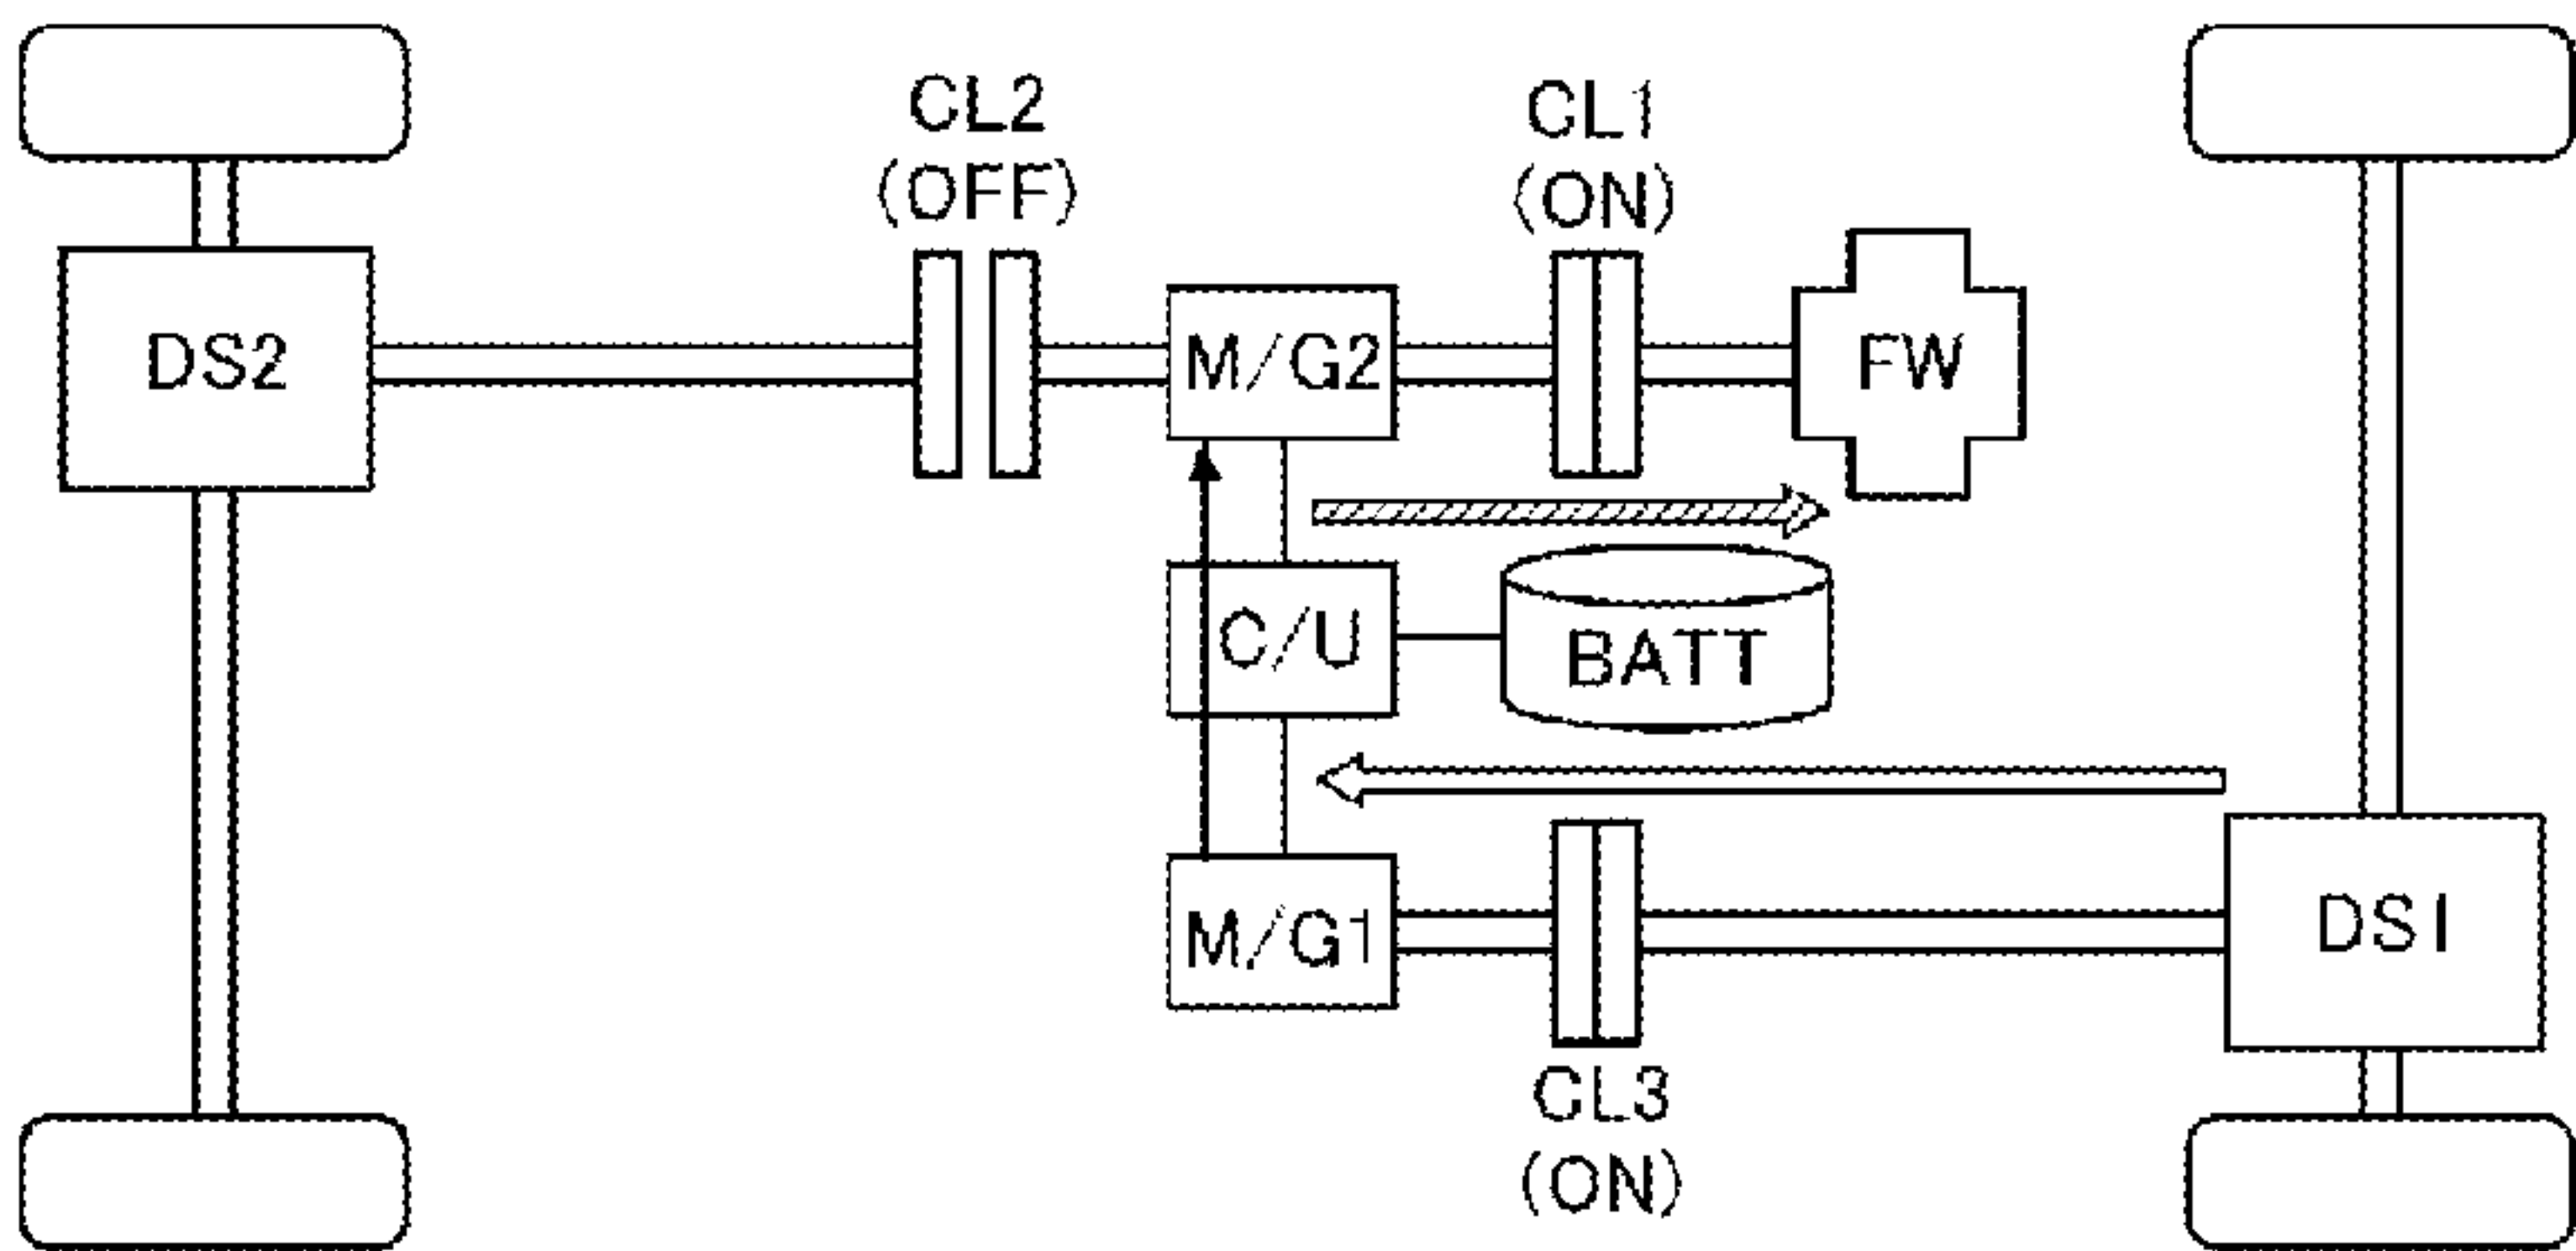 CL2
(OFF)
CL1
(ON)
DS2
M/G2
FW
C/U
BATT
M/G1
DS1
CL3
(ON)